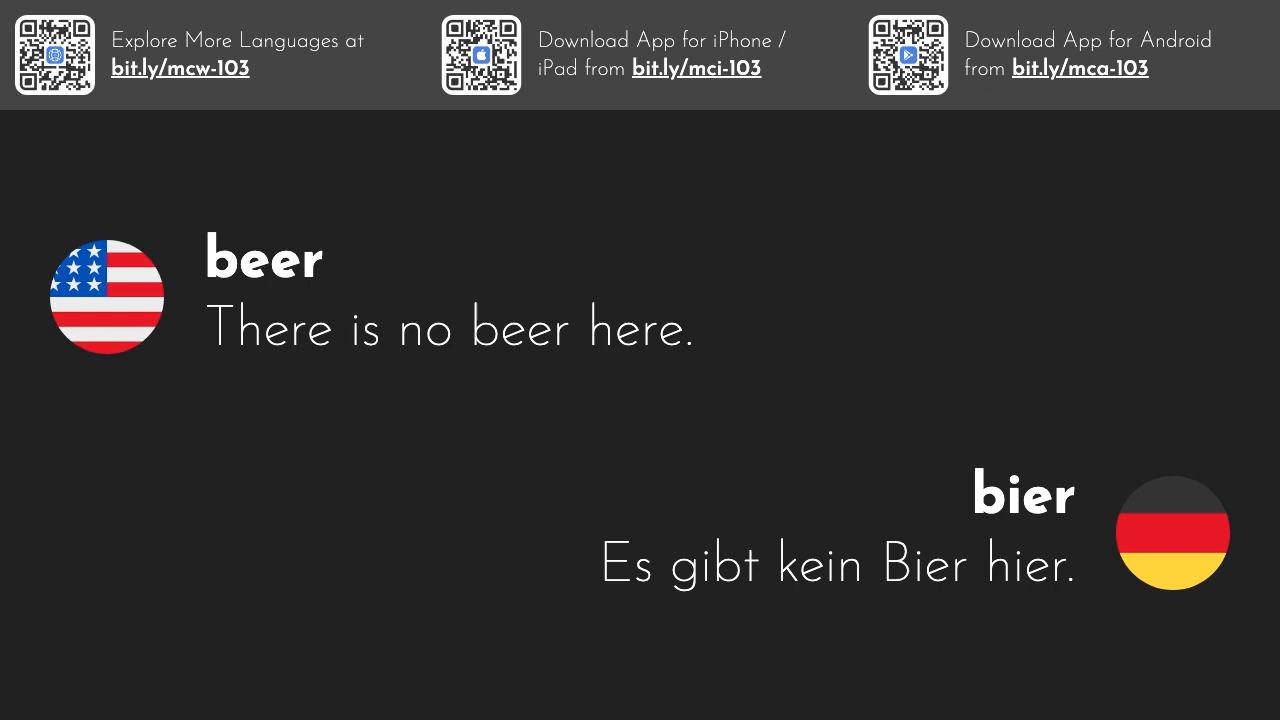 Explore More Languages at
bit.ly/mcw-103
Download App for iPhone /
iPad from bit.ly/mci-103
Download App for Android
from bit.ly/mca-103
beer
There is no beer here.
bier
Es gibt kein Bier hier.